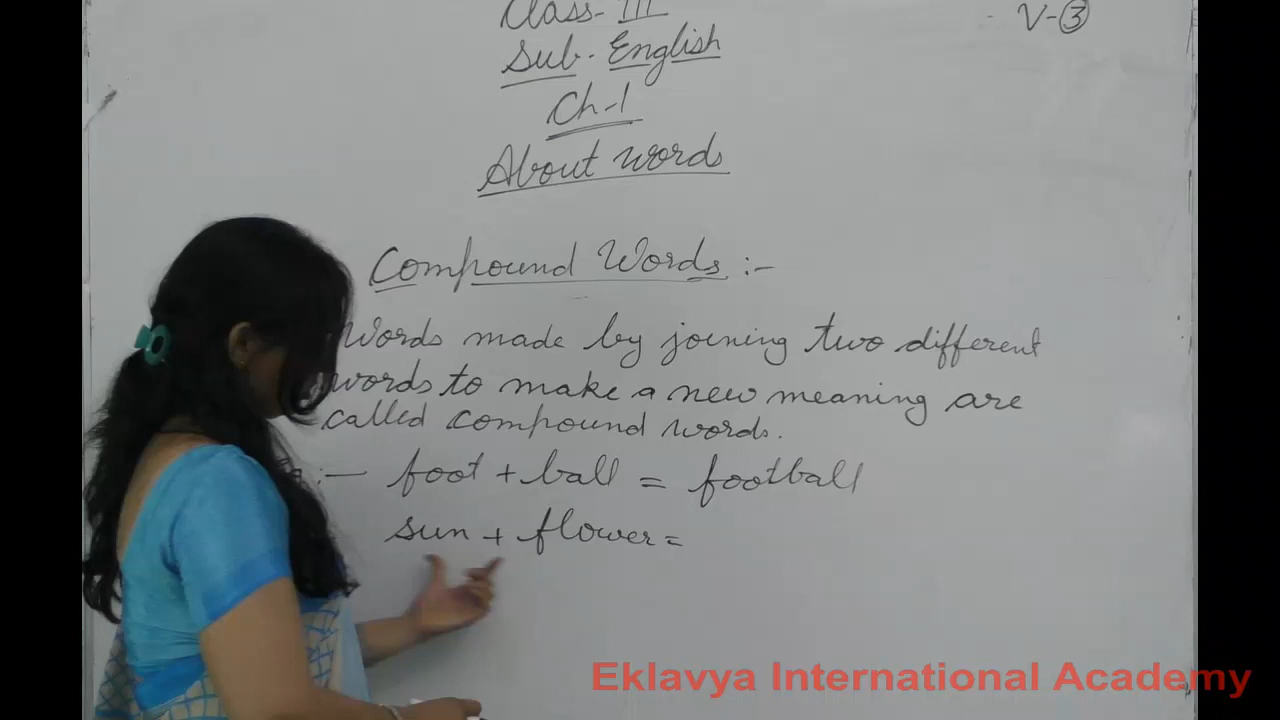 Class- III
V-③
Sub- English
Ch-1
About words
Compound Words :-
Words made by joining two different
words to make a new meaning are
called compound words.
:- foot + ball = football
sun + flower =
Eklavya International Academy